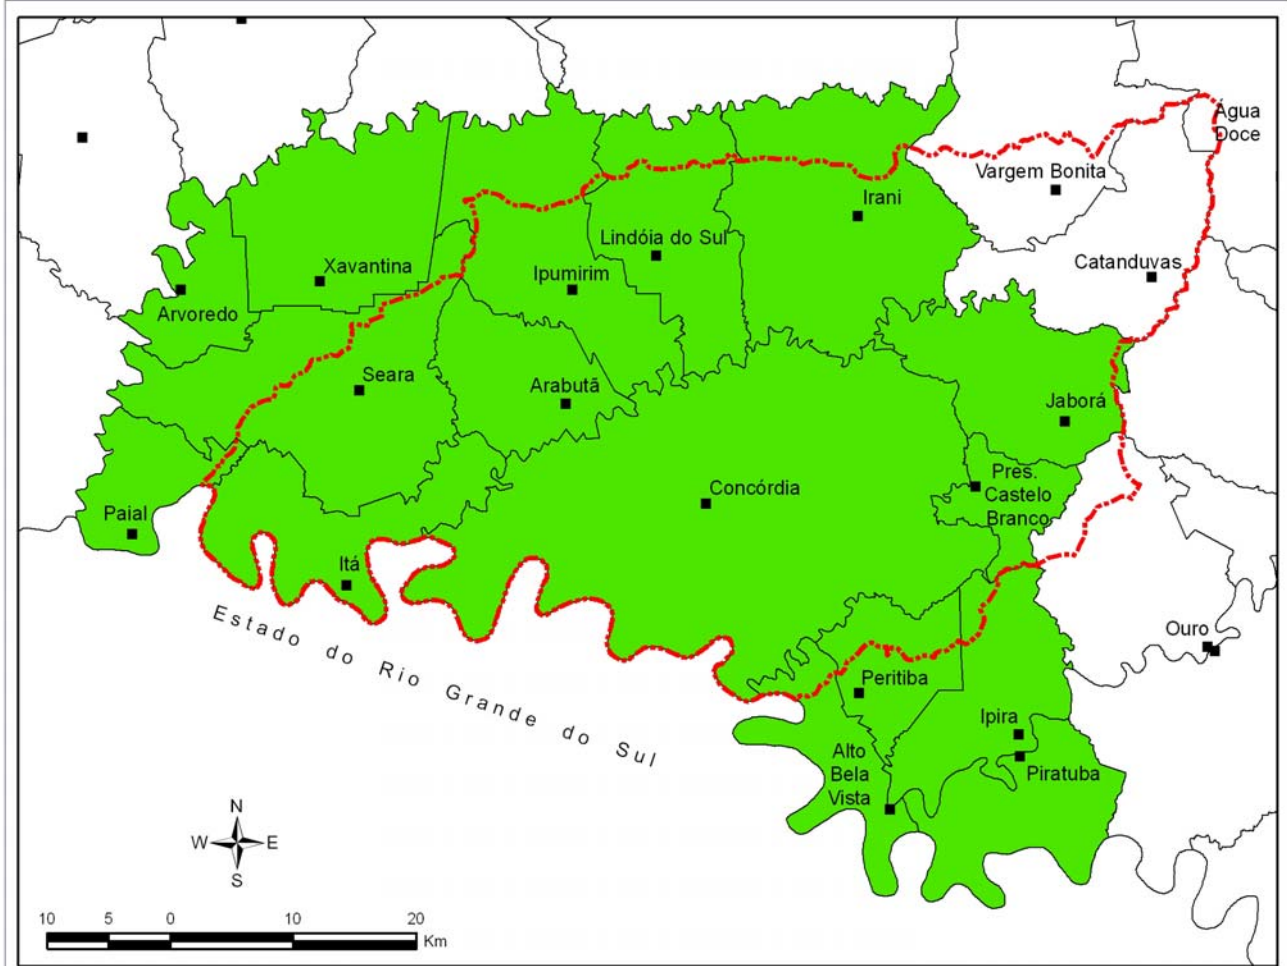 Água
Doce
Vargem Bonita
Irani
Lindóia do Sul
Catanduvas
Xavantina
Ipumirim
Arvoredo
Seara
Arabutã
Jaborá
Pres.
Castelo
Branco
Concórdia
Paial
Itá
Estado do Rio Grande do Sul
Ouro
Peritiba
Ipira
Alto
Bela
Vista
Piratuba
N
W
E
S
10 5 0 10 20
Km